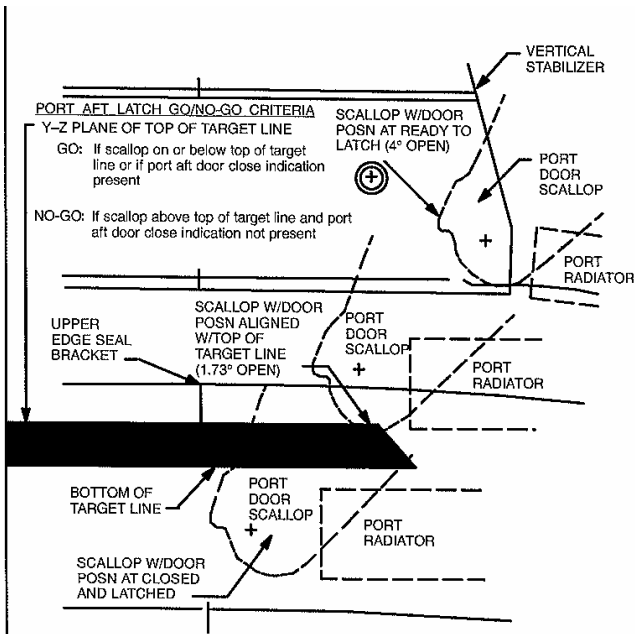 VERTICAL
STABILIZER
PORT AFT LATCH GO/NO-GO CRITERIA
Y-Z PLANE OF TOP OF TARGET LINE
GO: If scallop on or below top of target
line or if port aft door close indication
present
NO-GO: If scallop above top of target line and port
aft door close indication not present
SCALLOP W/DOOR
POSN AT READY TO
LATCH (4° OPEN)
PORT
DOOR
SCALLOP
PORT
RADIATOR
SCALLOP W/DOOR
POSN ALIGNED
W/TOP OF
TARGET LINE
(1.73° OPEN)
PORT
DOOR
SCALLOP
UPPER
EDGE SEAL
BRACKET
PORT
RADIATOR
BOTTOM OF
TARGET LINE
PORT
DOOR
SCALLOP
PORT
RADIATOR
SCALLOP W/DOOR
POSN AT CLOSED
AND LATCHED